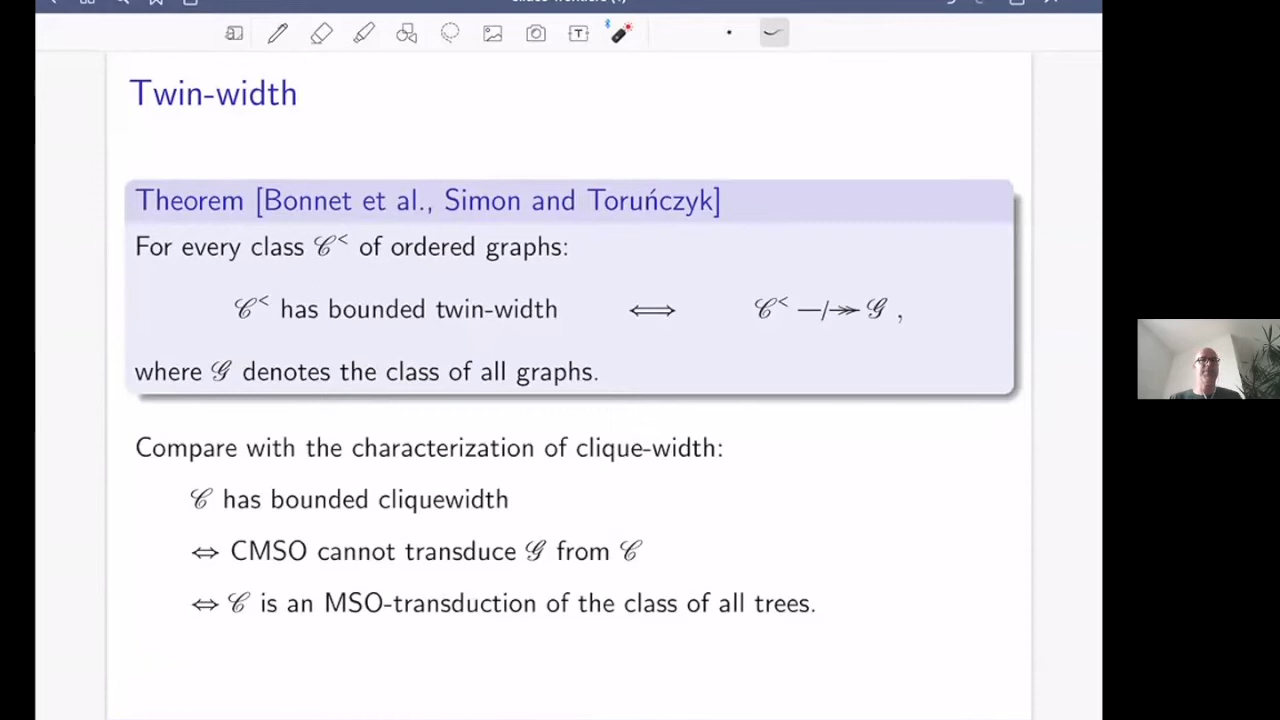 Twin-width
Theorem [Bonnet et al., Simon and Toruńczyk]
For every class 𝒞< of ordered graphs:
𝒞< has bounded twin-width ⟺ 𝒞< —/↠ 𝒢 ,
where 𝒢 denotes the class of all graphs.
Compare with the characterization of clique-width:
𝒞 has bounded cliquewidth
⇔ CMSO cannot transduce 𝒢 from 𝒞
⇔ 𝒞 is an MSO-transduction of the class of all trees.